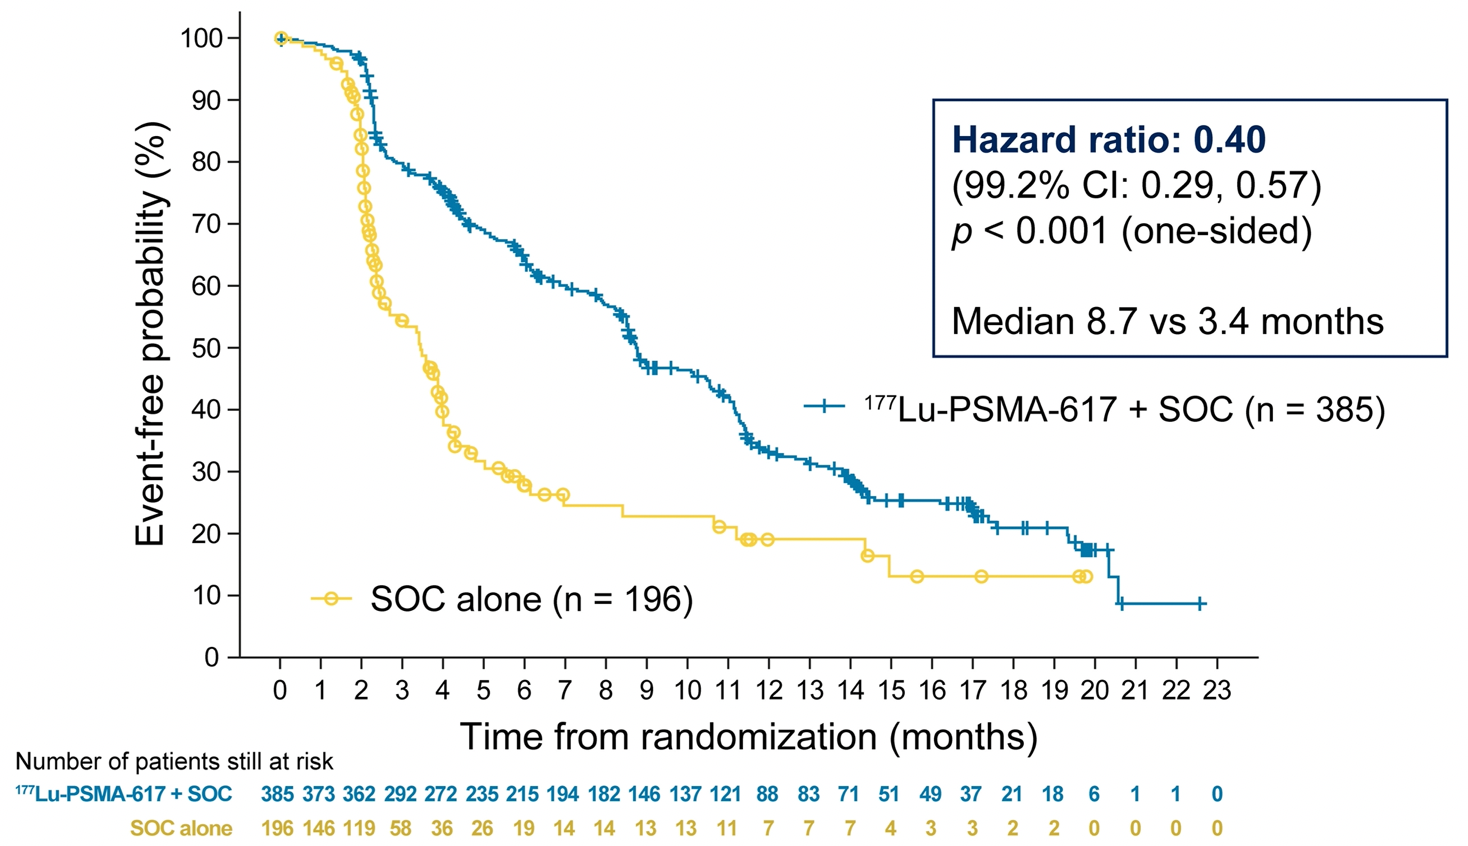 Event-free probability (%)
100
90
80
70
60
50
40
30
20
10
0
Hazard ratio: 0.40
(99.2% CI: 0.29, 0.57)
p < 0.001 (one-sided)
Median 8.7 vs 3.4 months
¹⁷⁷Lu-PSMA-617 + SOC (n = 385)
SOC alone (n = 196)
0 1 2 3 4 5 6 7 8 9 10 11 12 13 14 15 16 17 18 19 20 21 22 23
Time from randomization (months)
Number of patients still at risk
¹⁷⁷Lu-PSMA-617 + SOC 385 373 362 292 272 235 215 194 182 146 137 121 88 83 71 51 49 37 21 18 6 1 1 0
SOC alone 196 146 119 58 36 26 19 14 14 13 13 11 7 7 7 4 3 3 2 2 0 0 0 0